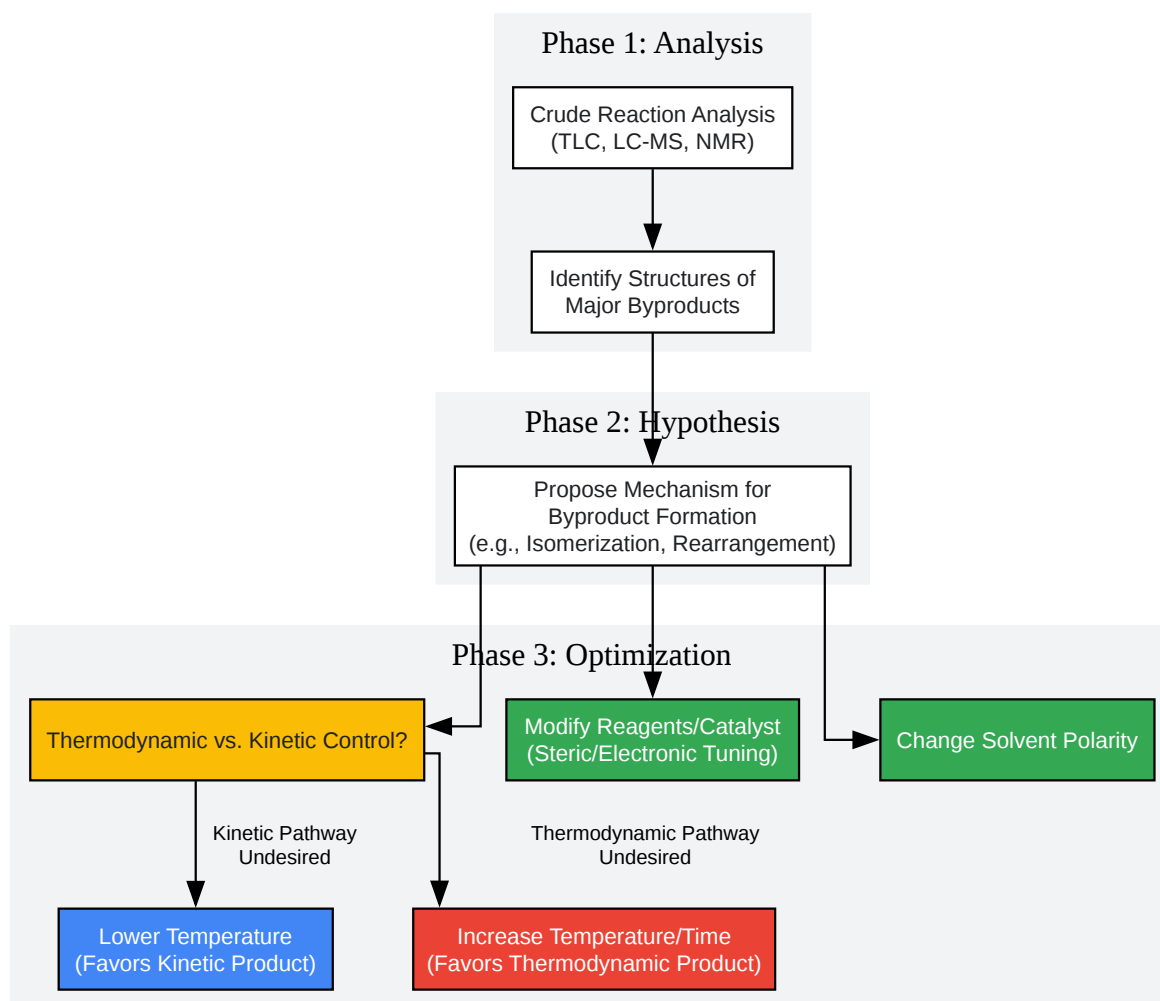 Phase 1: Analysis
Crude Reaction Analysis
(TLC, LC-MS, NMR)
Identify Structures of
Major Byproducts
Phase 2: Hypothesis
Propose Mechanism for
Byproduct Formation
(e.g., Isomerization, Rearrangement)
Phase 3: Optimization
Thermodynamic vs. Kinetic Control?
Modify Reagents/Catalyst
(Steric/Electronic Tuning)
Change Solvent Polarity
Kinetic Pathway
Undesired
Thermodynamic Pathway
Undesired
Lower Temperature
(Favors Kinetic Product)
Increase Temperature/Time
(Favors Thermodynamic Product)